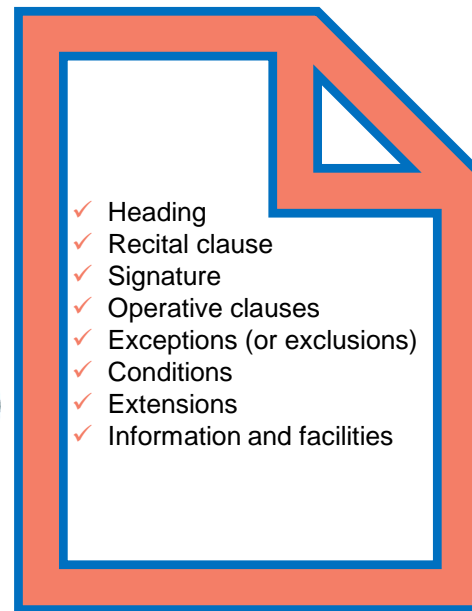 ✓ Heading
✓ Recital clause
✓ Signature
✓ Operative clauses
✓ Exceptions (or exclusions)
✓ Conditions
✓ Extensions
✓ Information and facilities